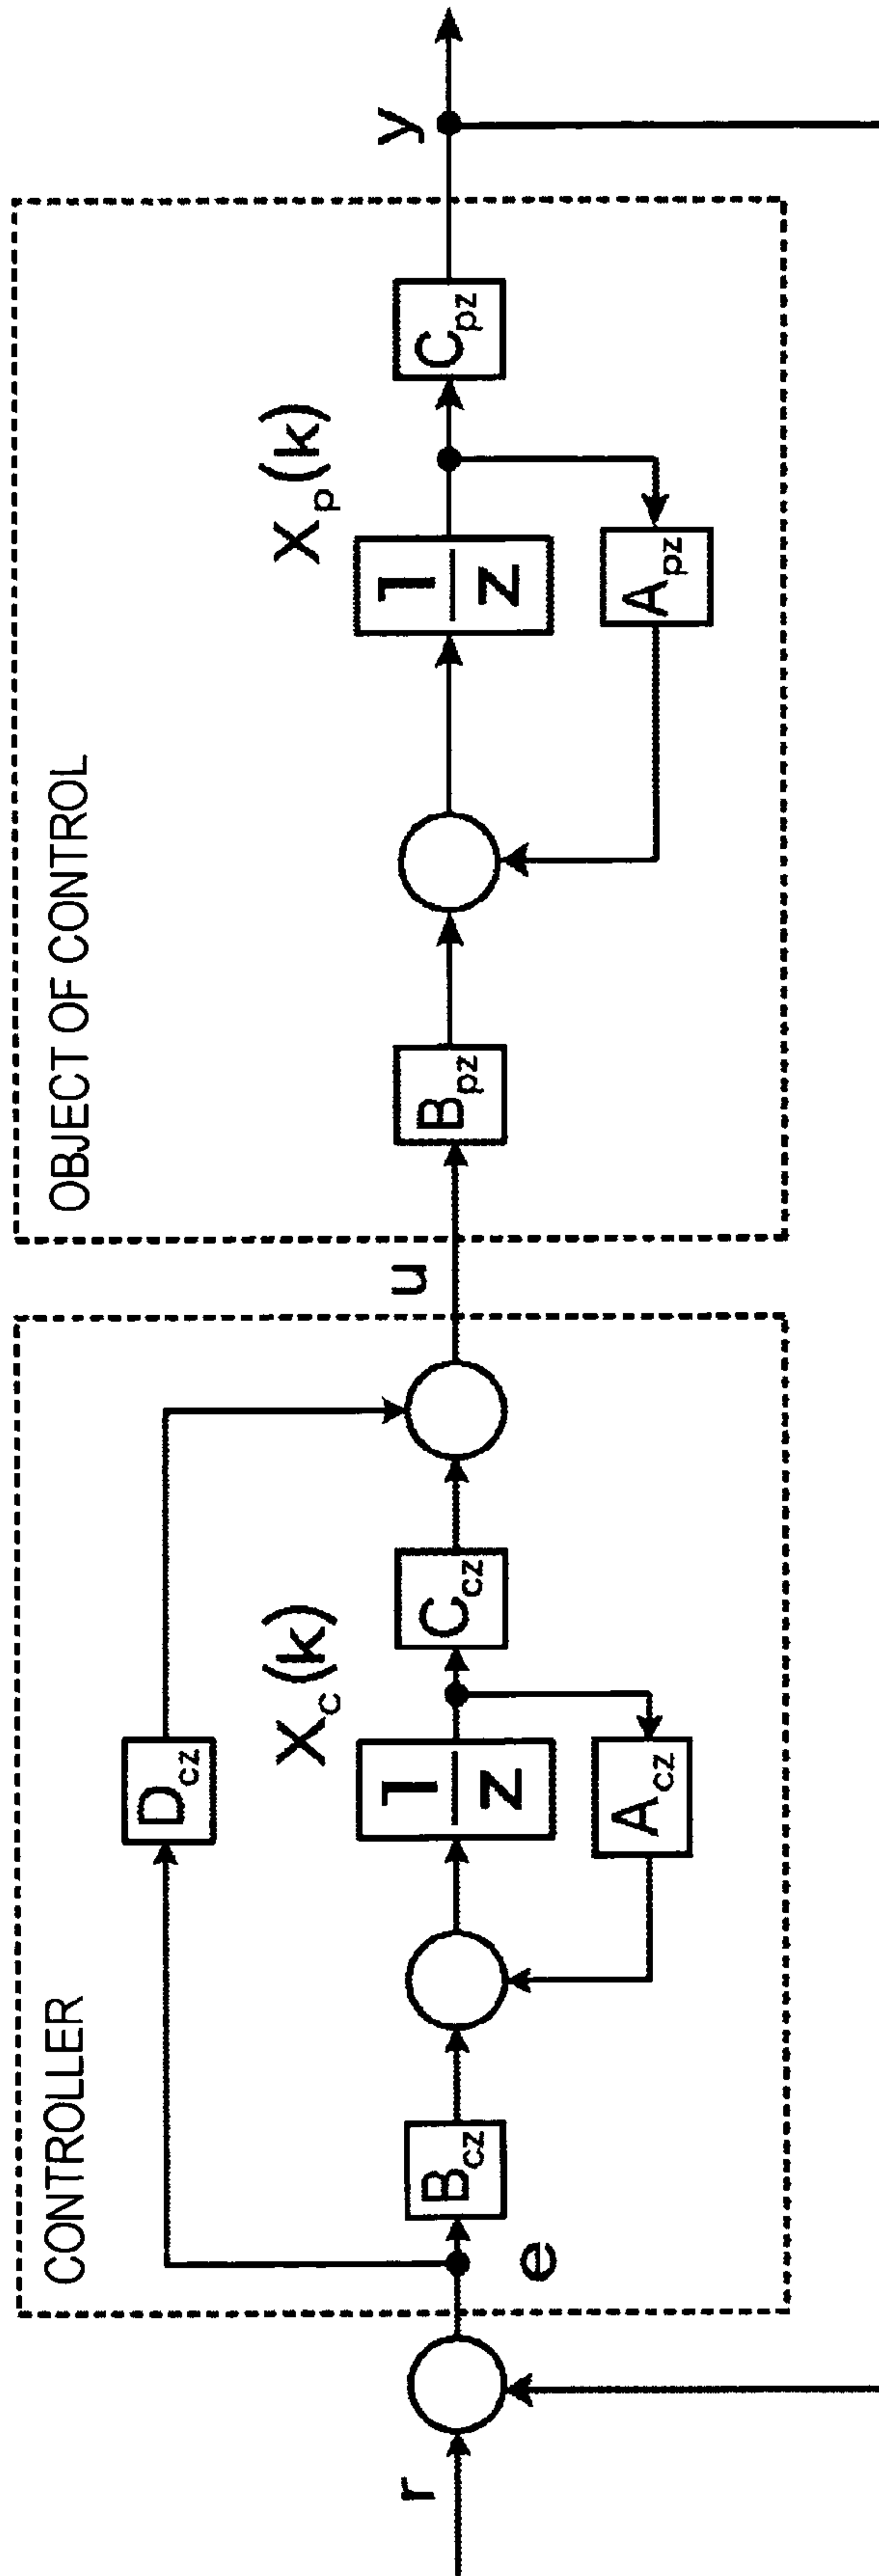 CONTROLLER
OBJECT OF CONTROL
r
e
B_cz
D_cz
1
z
X_c(k)
A_cz
C_cz
u
B_pz
1
z
X_p(k)
A_pz
C_pz
y